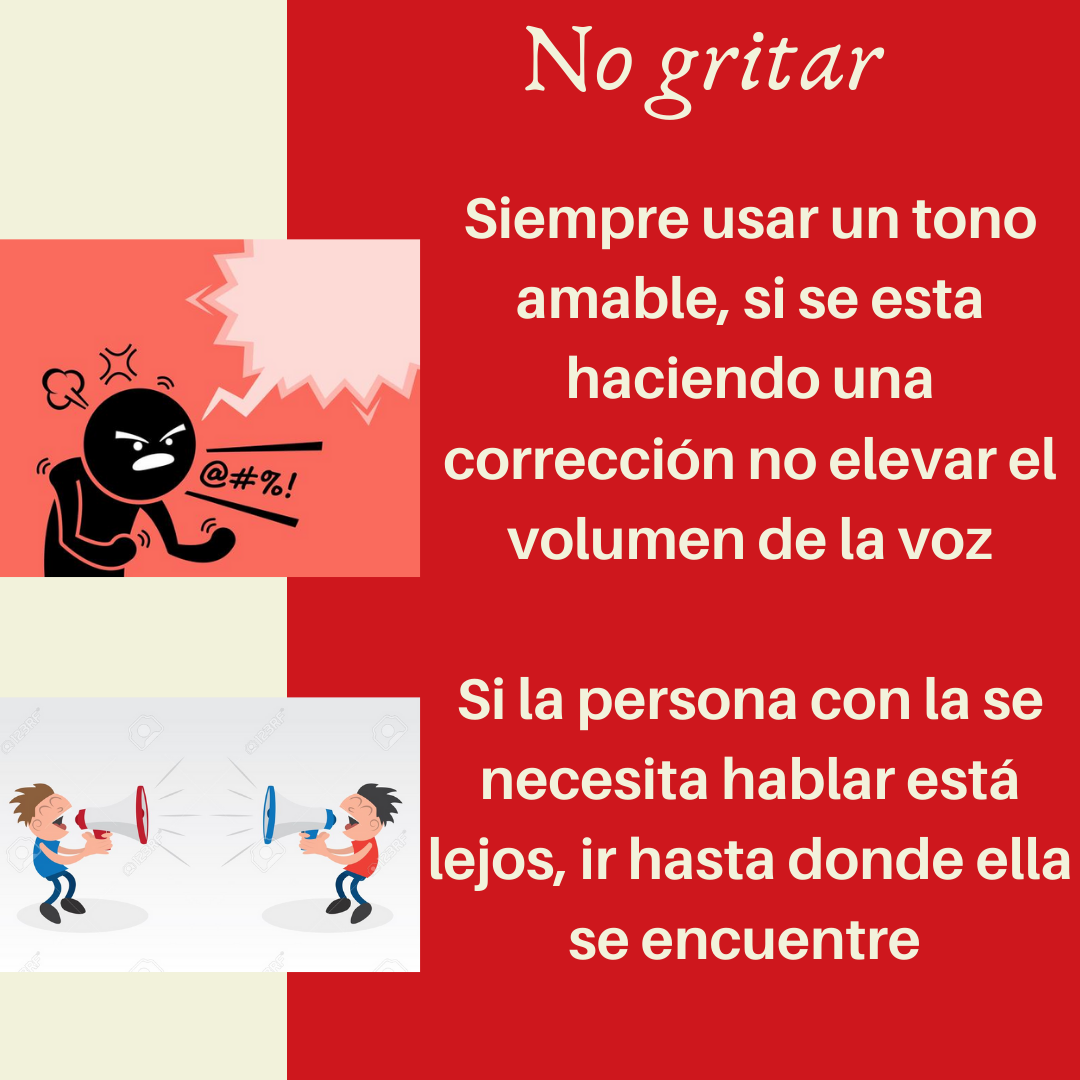 No gritar
Siempre usar un tono
amable, si se esta
haciendo una
corrección no elevar el
volumen de la voz
@#%!
Si la persona con la se
necesita hablar está
lejos, ir hasta donde ella
se encuentre